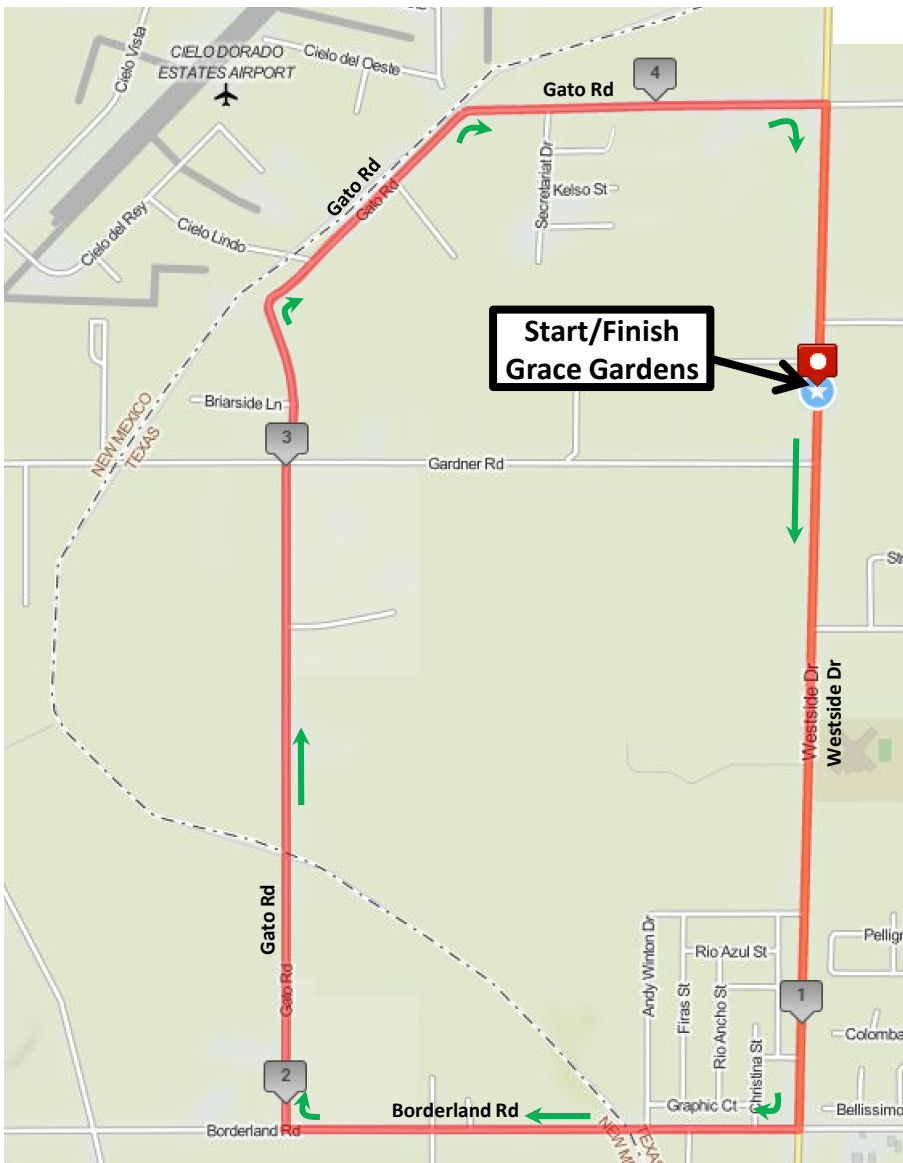 Cielo Vista
CIELO DORADO
ESTATES AIRPORT
Cielo del Oeste
4
Gato Rd
Gato Rd
Gato Rd
Secretariat Dr
Kelso St
Cielo del Rey
Cielo Lindo
Start/Finish
Grace Gardens
Briarside Ln
NEW MEXICO
TEXAS
3
Gardner Rd
Westside Dr
Westside Dr
Gato Rd
Gato Rd
Andy Winton Dr
Firas St
Rio Azul St
Rio Ancho St
Christina St
Pellegr
1
Colomba
2
Borderland Rd
Graphic Ct
Bellissimo
Borderland Rd
TEXAS
NEW ME